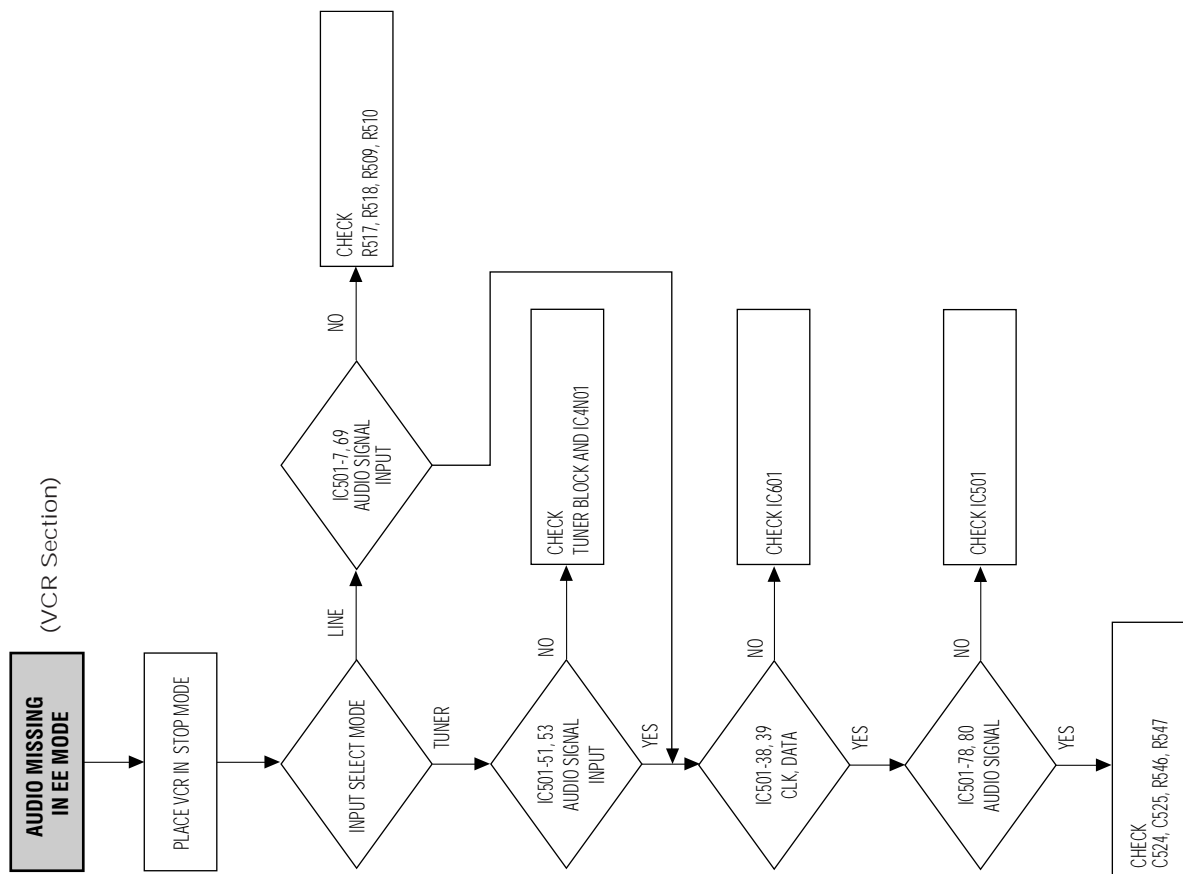 (VCR Section)
AUDIO MISSING
IN EE MODE
PLACE VCR IN STOP MODE
INPUT SELECT MODE
LINE
IC501-7, 69
AUDIO SIGNAL
INPUT
NO
CHECK
R517, R518, R509, R510
TUNER
IC501-51, 53
AUDIO SIGNAL
INPUT
NO
CHECK
TUNER BLOCK AND IC4N01
YES
IC501-38, 39
CLK, DATA
NO
CHECK IC601
YES
IC501-78, 80
AUDIO SIGNAL
NO
CHECK IC501
YES
CHECK
C524, C525, R546, R547